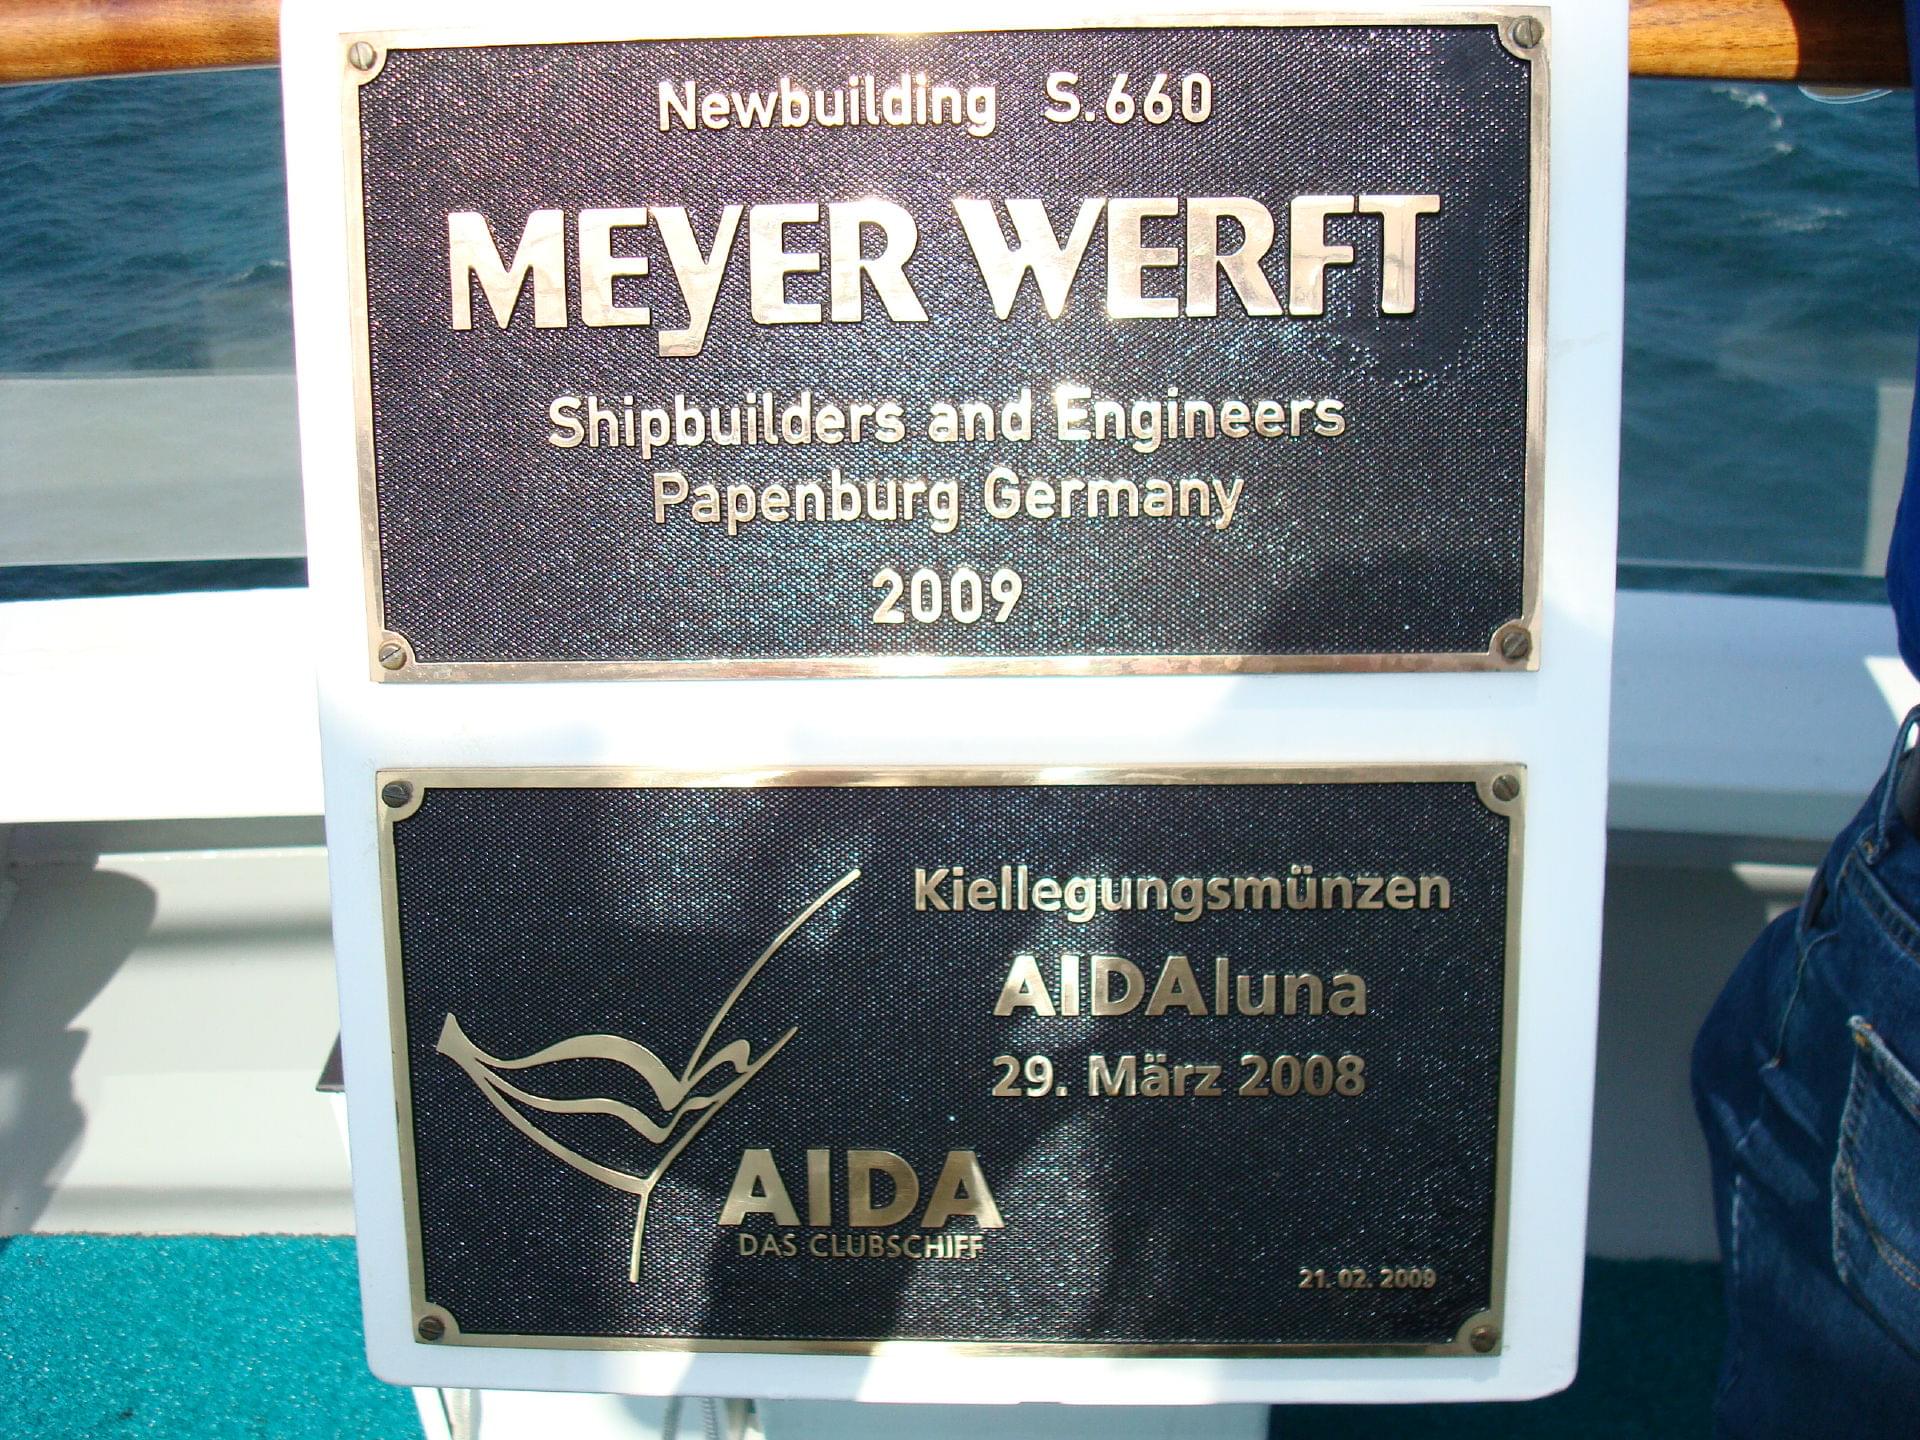 Newbuilding S.660
MEYER WERFT
Shipbuilders and Engineers
Papenburg Germany
2009
Kiellegungsmünzen
AIDAluna
29. März 2008
AIDA
DAS CLUBSCHIFF
21. 02. 2009